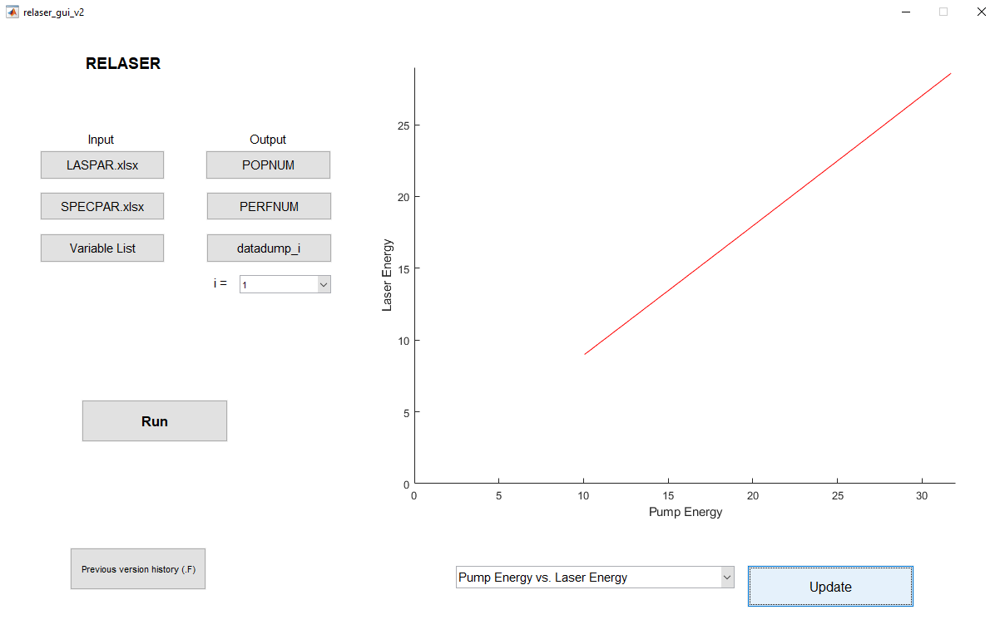 relaser_gui_v2
RELASER
Input
Output
LASPAR.xlsx
POPNUM
SPECPAR.xlsx
PERFNUM
Variable List
datadump_i
i =
1
Run
Previous version history (.F)
25
20
15
10
5
0
Laser Energy
0 5 10 15 20 25 30
Pump Energy
Pump Energy vs. Laser Energy
Update